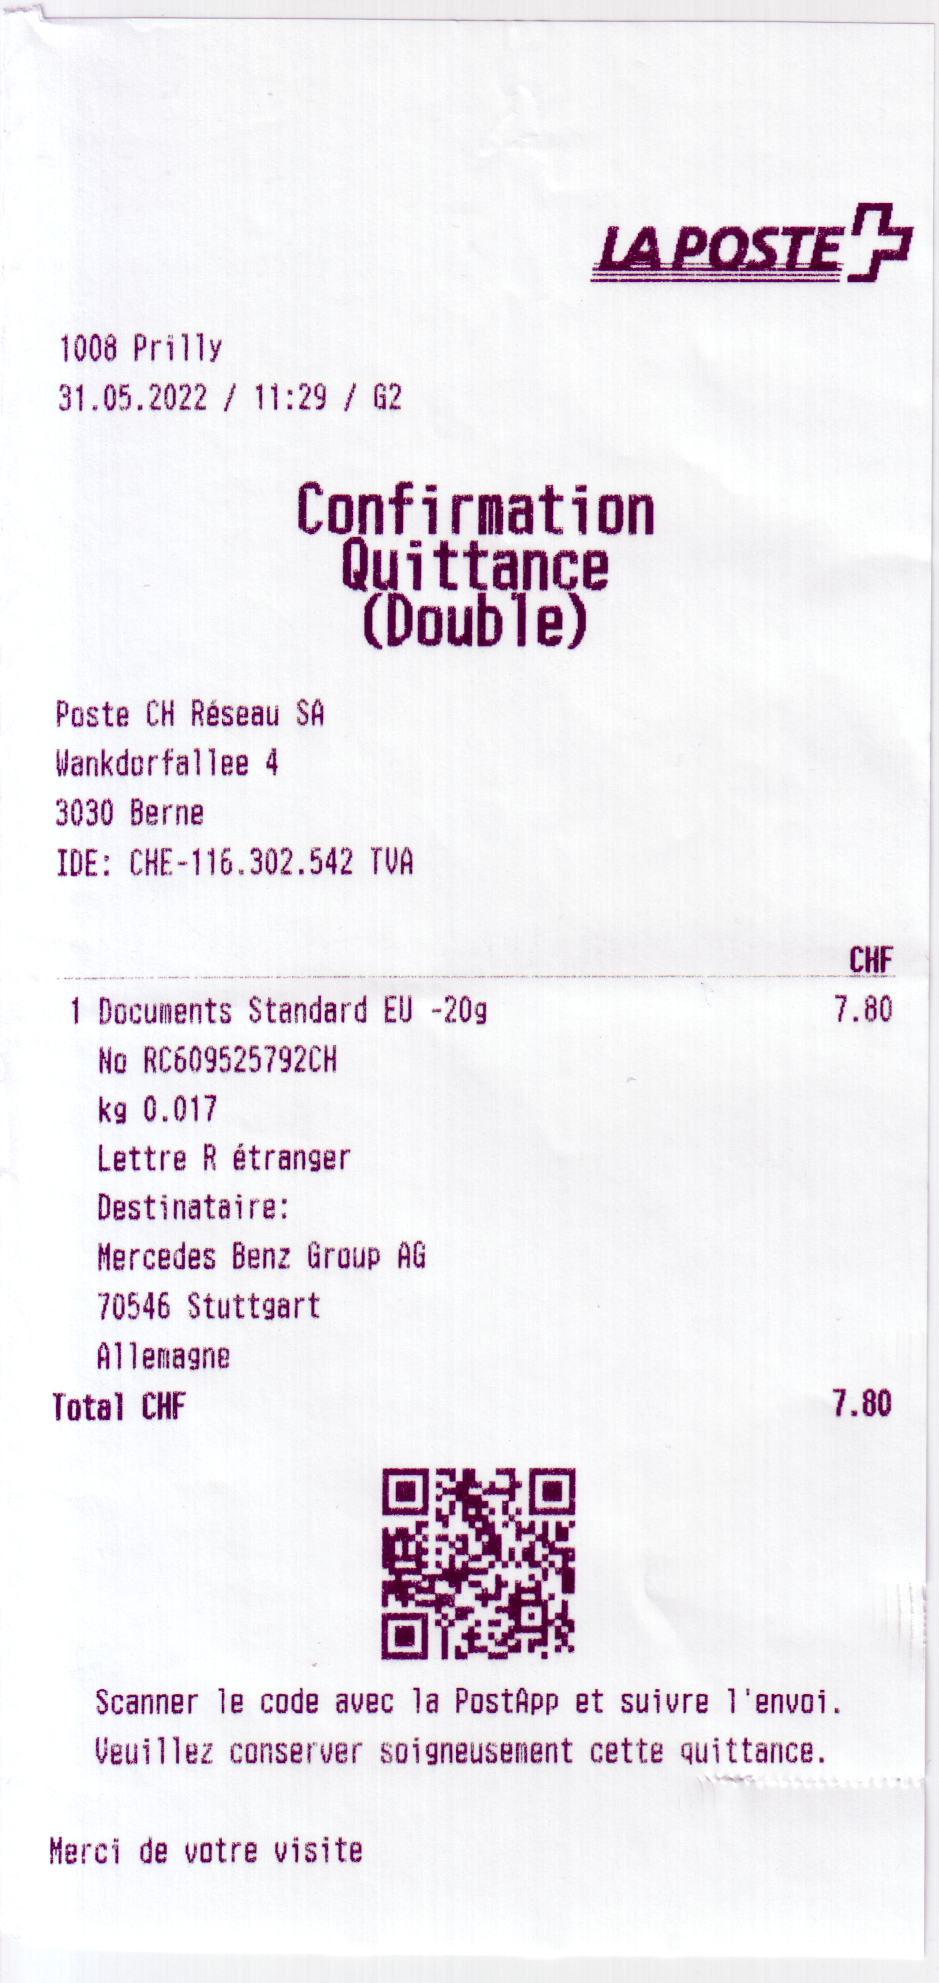 LA POSTE
1008 Prilly
31.05.2022 / 11:29 / G2
Confirmation
Quittance
(Double)
Poste CH Réseau SA
Wankdorfallee 4
3030 Berne
IDE: CHE-116.302.542 TVA
CHF
1 Documents Standard EU -20g 7.80
No RC609525792CH
kg 0.017
Lettre R étranger
Destinataire:
Mercedes Benz Group AG
70546 Stuttgart
Allemagne
Total CHF 7.80
Scanner le code avec la PostApp et suivre l'envoi.
Veuillez conserver soigneusement cette quittance.
Merci de votre visite